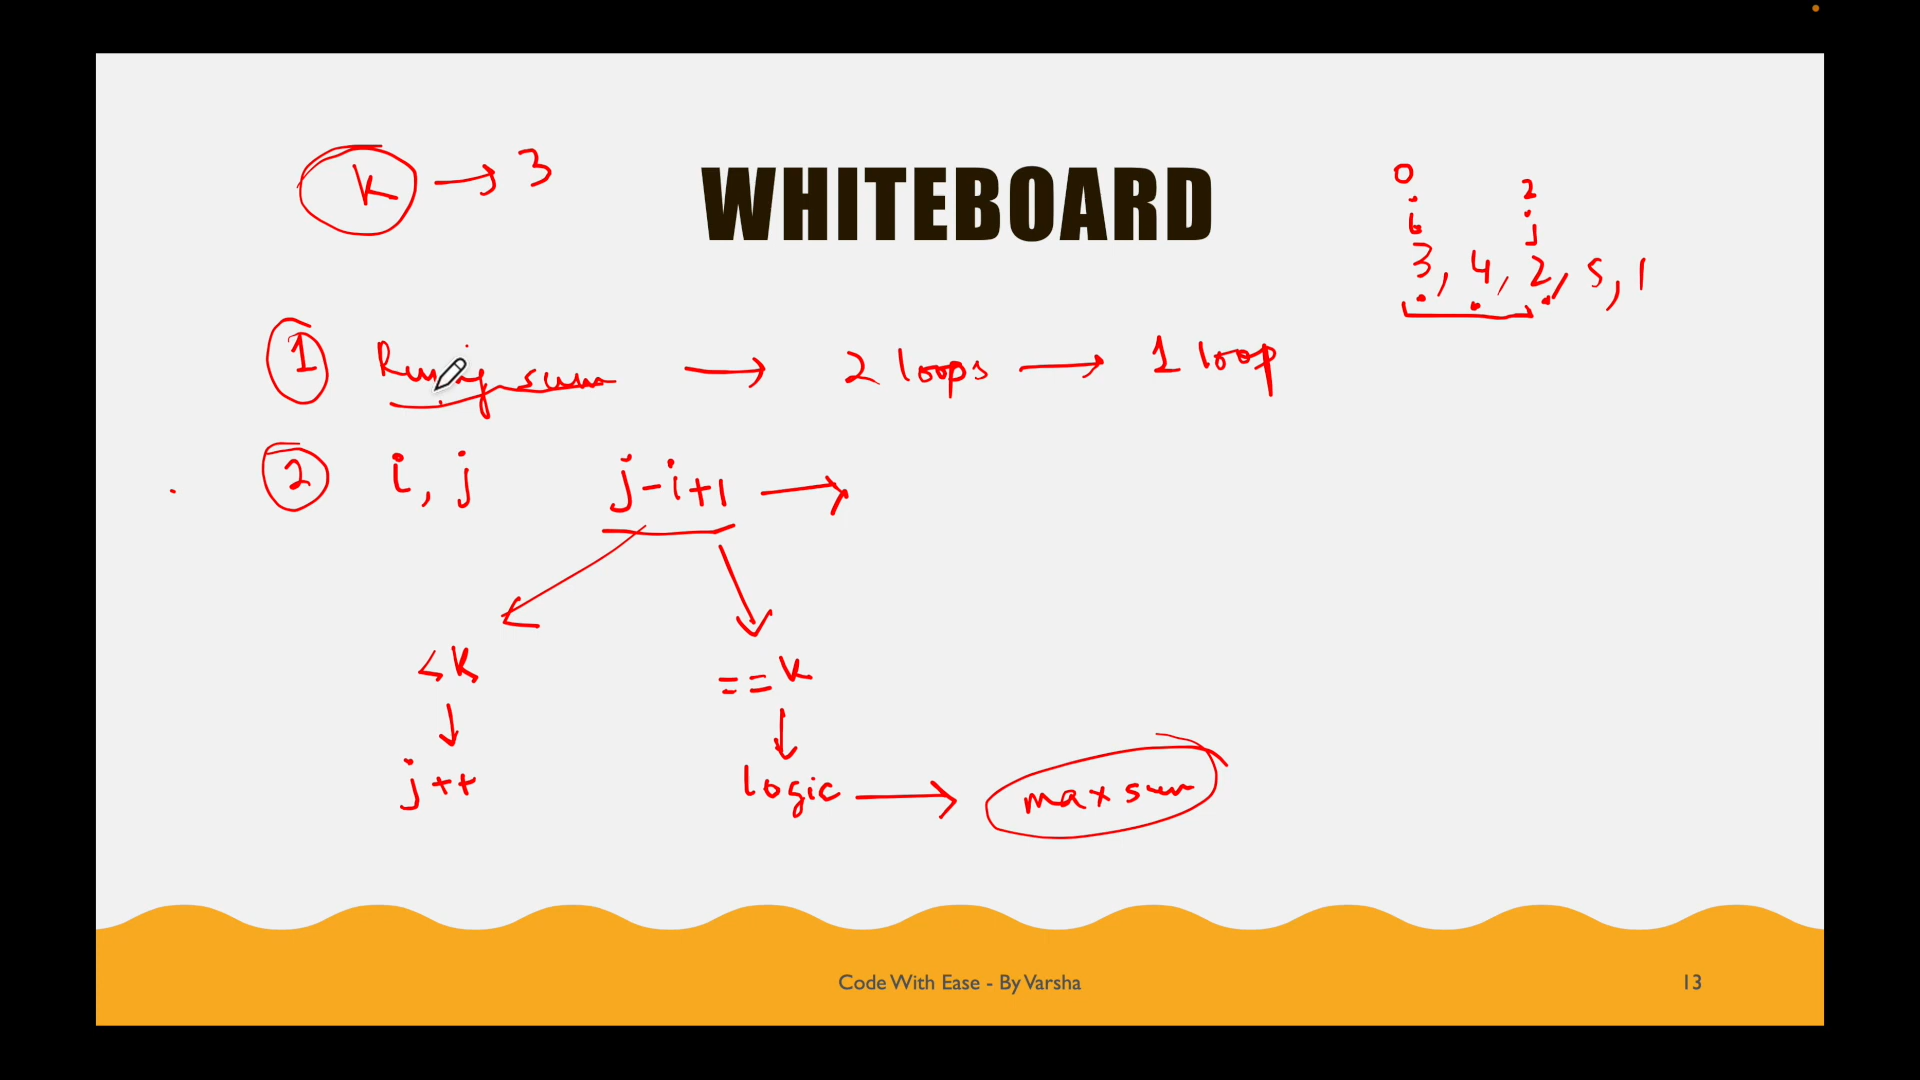 k → 3
WHITEBOARD
0 2
i j
3, 4, 2, 5, 1
1 Runing sum → 2 loops → 1 loop
2 i, j j-i+1 →
<k ==k
j++ logic → max sum
Code With Ease - By Varsha
13